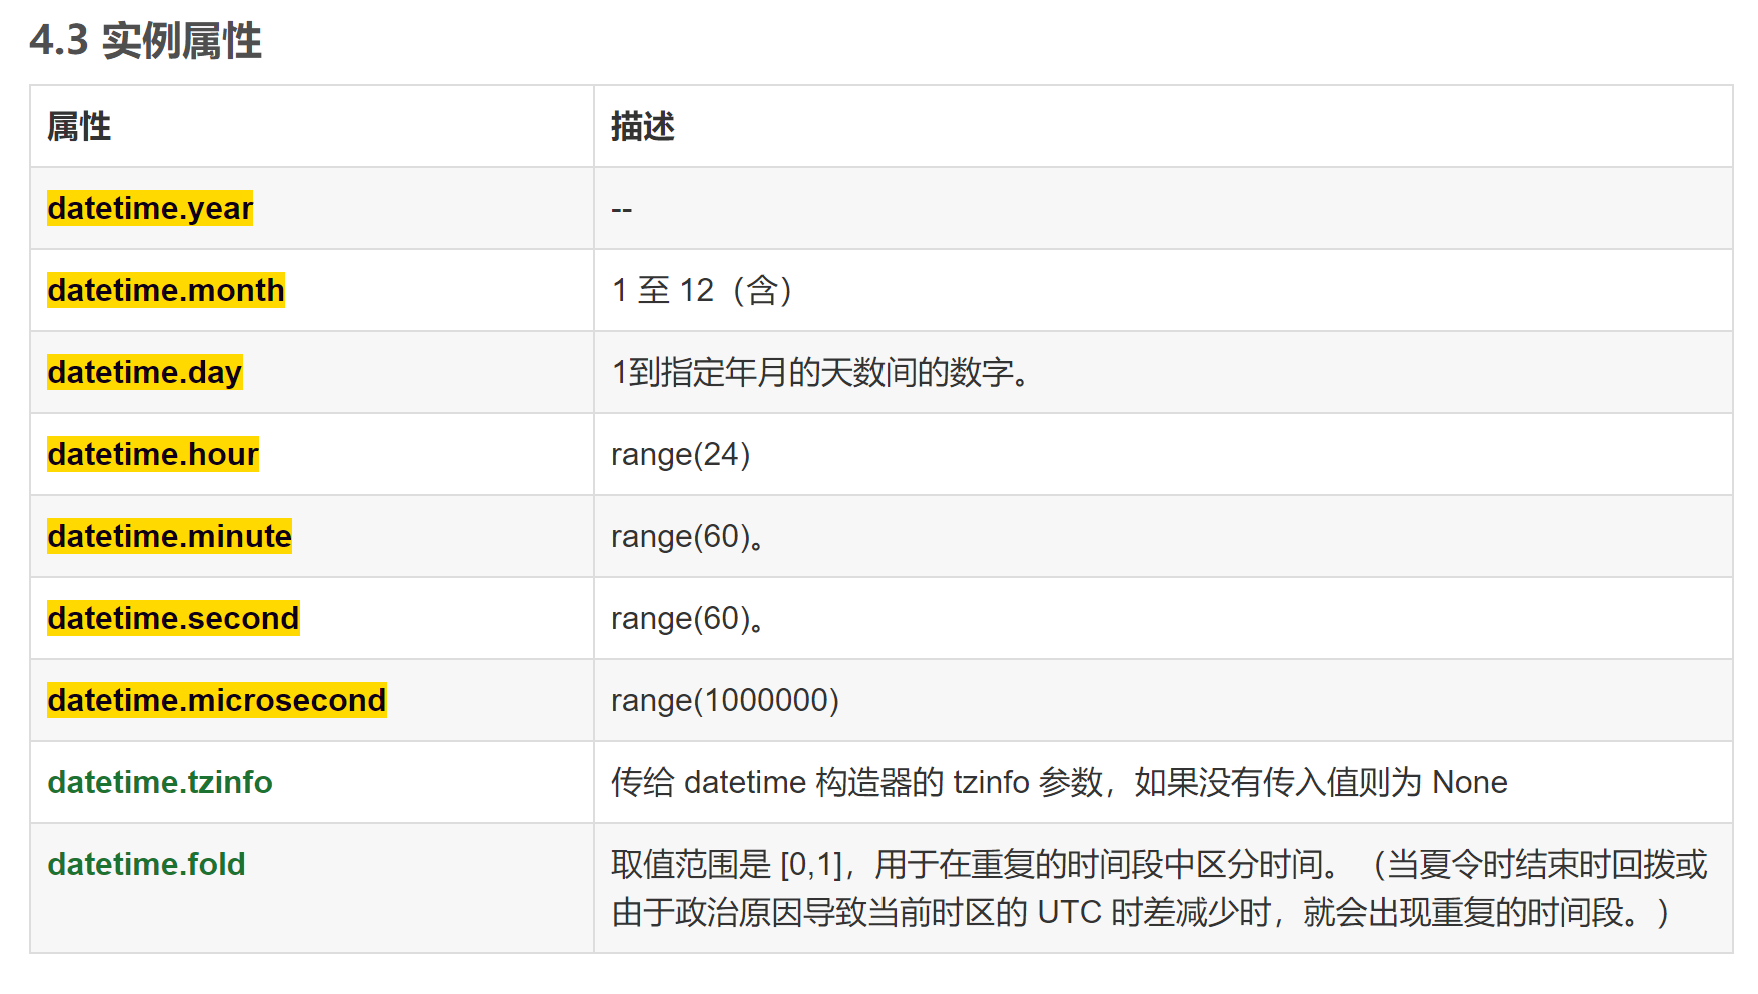 4.3 实例属性
属性 描述
datetime.year --
datetime.month 1 至 12（含）
datetime.day 1到指定年月的天数间的数字。
datetime.hour range(24)
datetime.minute range(60)。
datetime.second range(60)。
datetime.microsecond range(1000000)
datetime.tzinfo 传给 datetime 构造器的 tzinfo 参数，如果没有传入值则为 None
datetime.fold 取值范围是 [0,1]，用于在重复的时间段中区分时间。（当夏令时结束时回拨或
由于政治原因导致当前时区的 UTC 时差减少时，就会出现重复的时间段。）